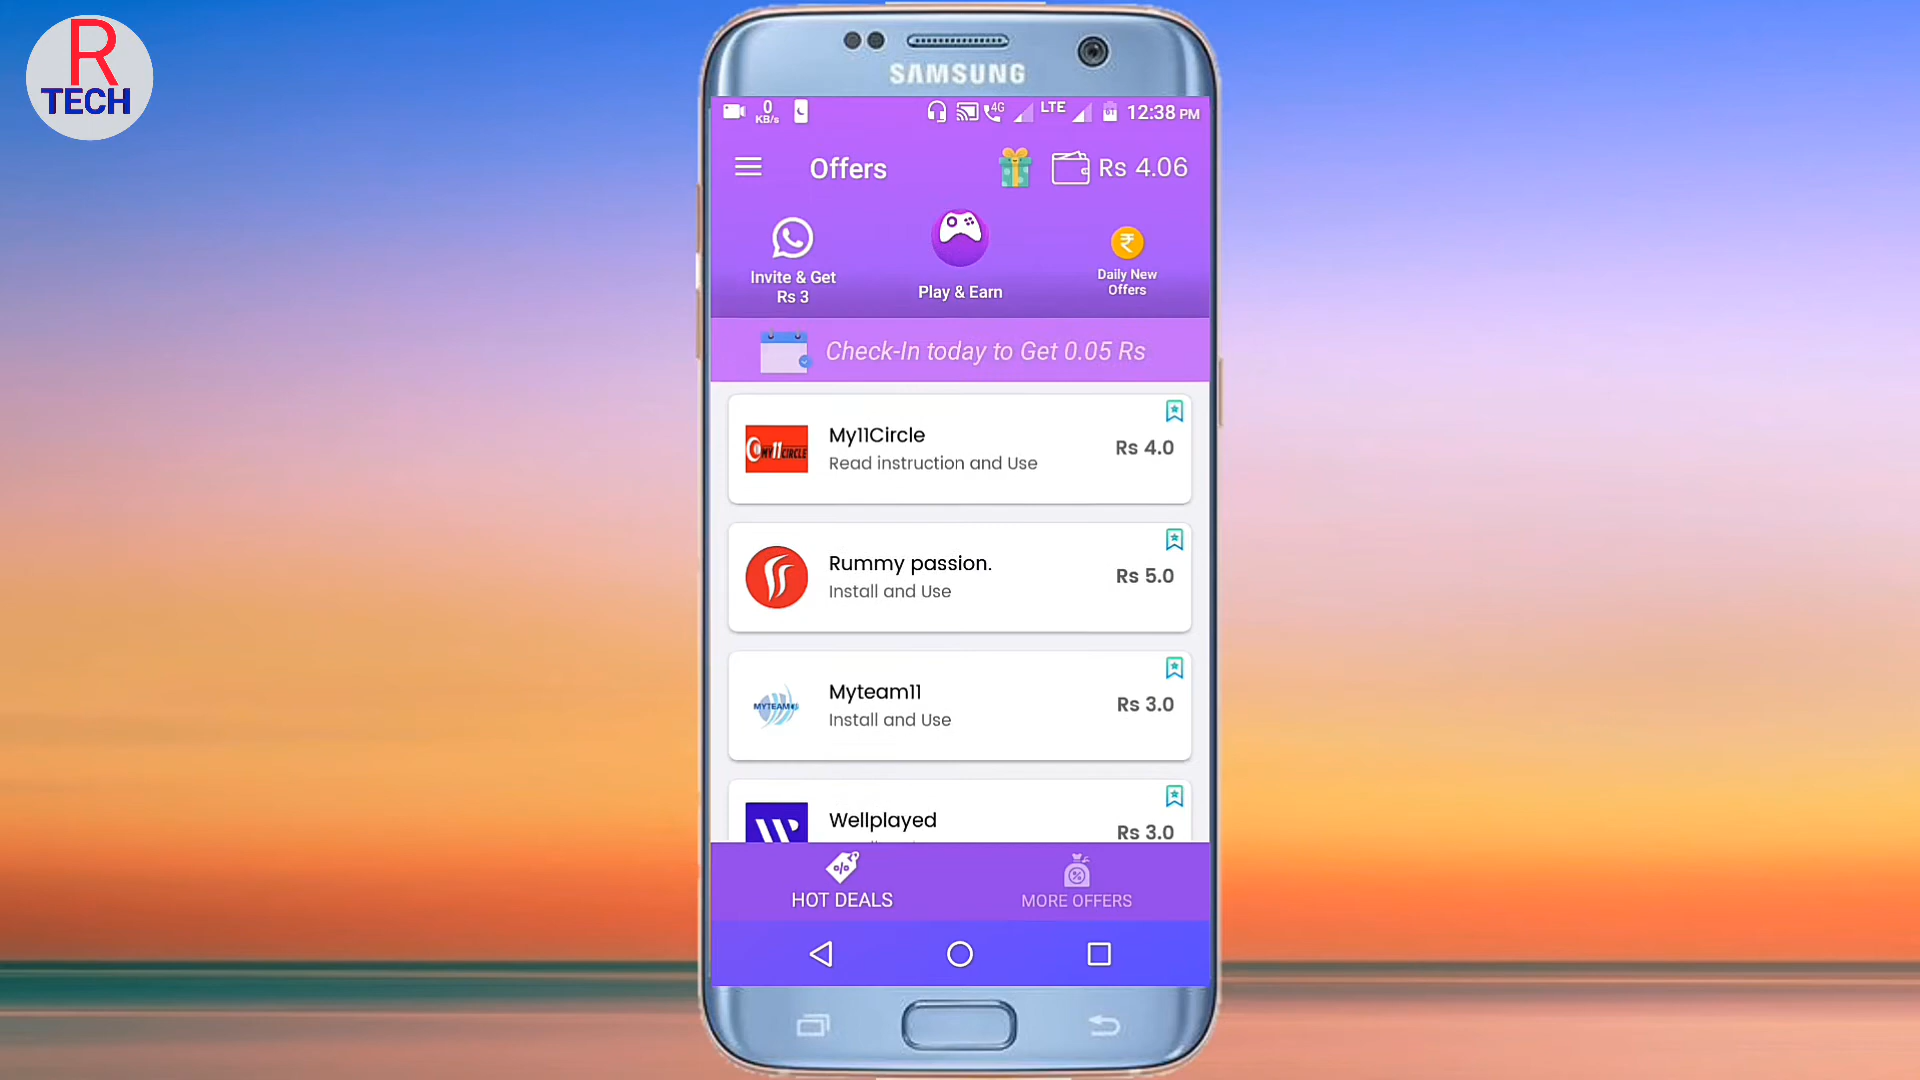 R
TECH
SAMSUNG
0
KB/s
4G
LTE
12:38 PM
Offers
Rs 4.06
Invite & Get
Rs 3
Play & Earn
Daily New
Offers
Check-In today to Get 0.05 Rs
My11Circle
Read instruction and Use
Rs 4.0
MY11CIRCLE
Rummy passion.
Install and Use
Rs 5.0
Myteam11
Install and Use
Rs 3.0
MYTEAM11
Wellplayed
Rs 3.0
HOT DEALS
MORE OFFERS